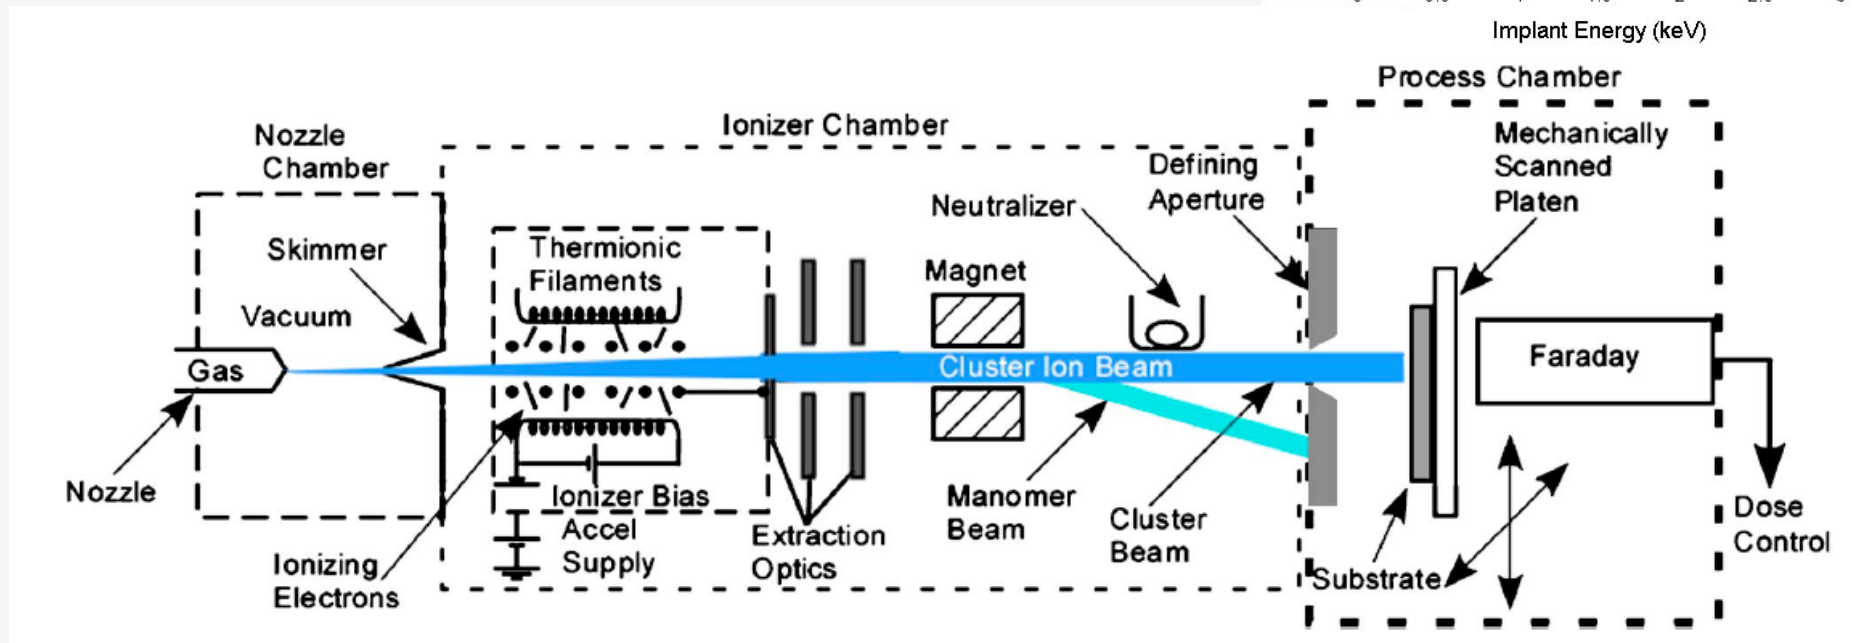 Implant Energy (keV)
Process Chamber
Ionizer Chamber
Nozzle
Chamber
Mechanically
Scanned
Platen
Defining
Aperture
Neutralizer
Skimmer
Thermionic
Filaments
Magnet
Vacuum
Gas
Cluster Ion Beam
Faraday
Nozzle
Ionizer Bias
Accel
Supply
Extraction
Optics
Manomer
Beam
Cluster
Beam
Dose
Control
Ionizing
Electrons
Substrate